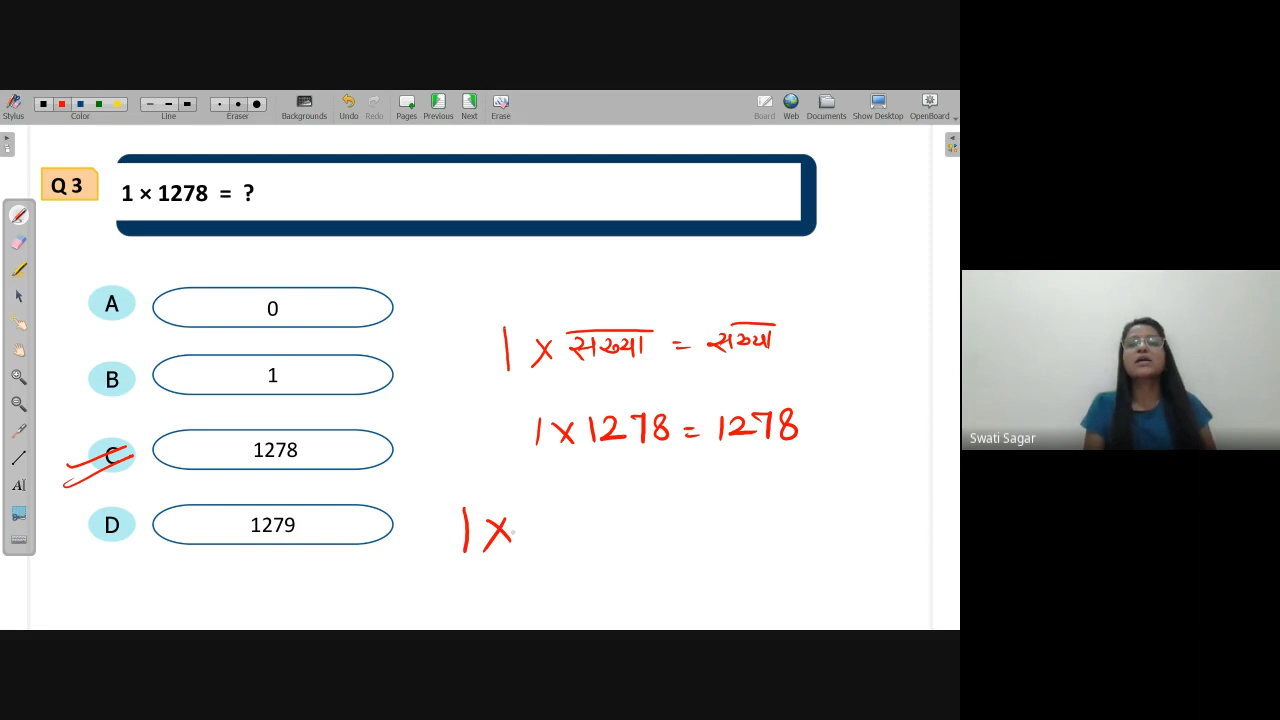 Stylus
Color
Line
Eraser
Backgrounds
Undo
Redo
Pages
Previous
Next
Erase
Board
Web
Documents
Show Desktop
OpenBoard
Q 3
1 × 1278 = ?
A
0
B
1
C
1278
D
1279
1 × संख्या = संख्या
1 × 1278 = 1278
1 ×
Swati Sagar